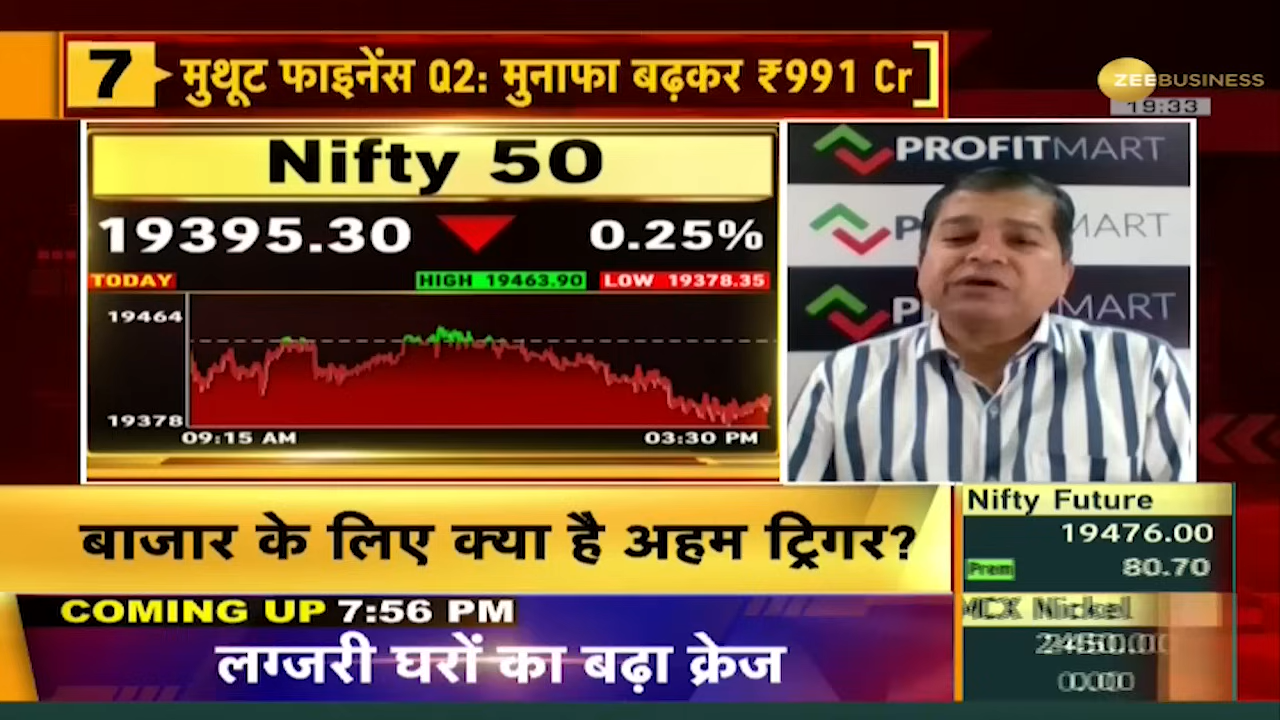 7
मुथूट फाइनेंस Q2: मुनाफा बढ़कर ₹991 Cr
ZEEBUSINESS
19:33
Nifty 50
19395.30 0.25%
TODAY HIGH 19463.90 LOW 19378.35
19464
19378
09:15 AM 03:30 PM
PROFITMART
बाजार के लिए क्या है अहम ट्रिगर?
COMING UP 7:56 PM
लग्जरी घरों का बढ़ा क्रेज
Nifty Future
19476.00
Prem 80.70
MCX Nickel